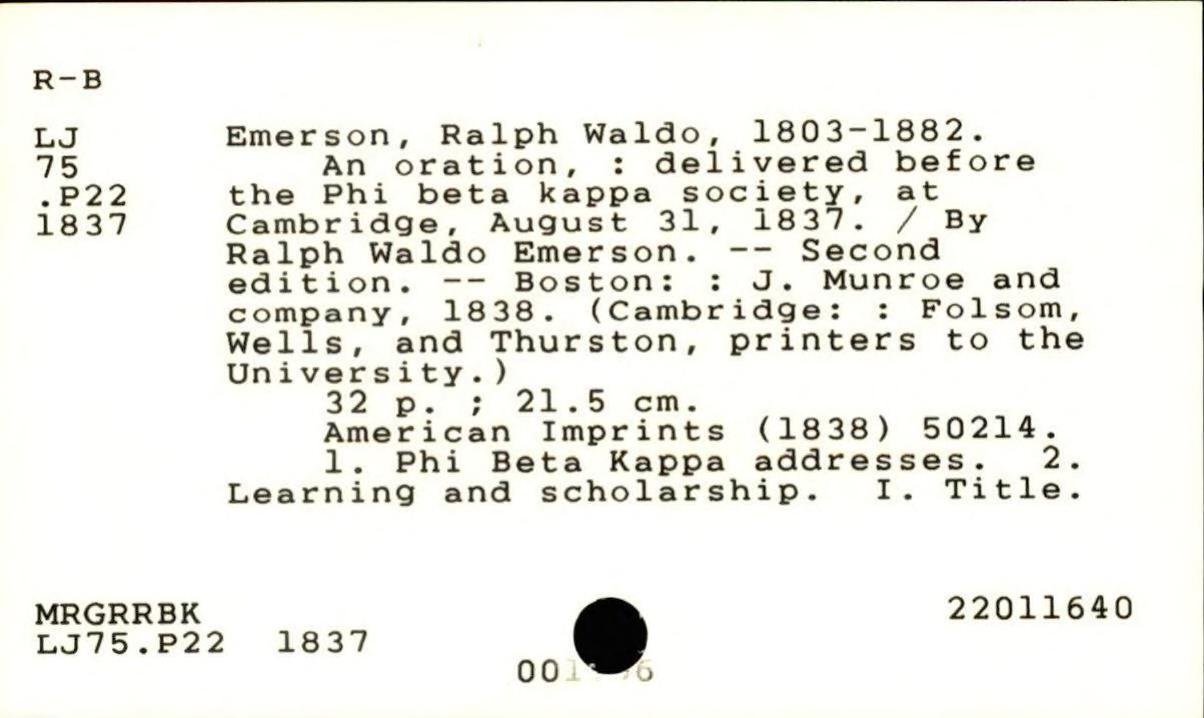 R-B
LJ
75
.P22
1837
Emerson, Ralph Waldo, 1803-1882.
An oration, : delivered before
the Phi beta kappa society, at
Cambridge, August 31, 1837. / By
Ralph Waldo Emerson. -- Second
edition. -- Boston: : J. Munroe and
company, 1838. (Cambridge: : Folsom,
Wells, and Thurston, printers to the
University.)
32 p. ; 21.5 cm.
American Imprints (1838) 50214.
1. Phi Beta Kappa addresses. 2.
Learning and scholarship. I. Title.
MRGRRBK
22011640
LJ75.P22 1837